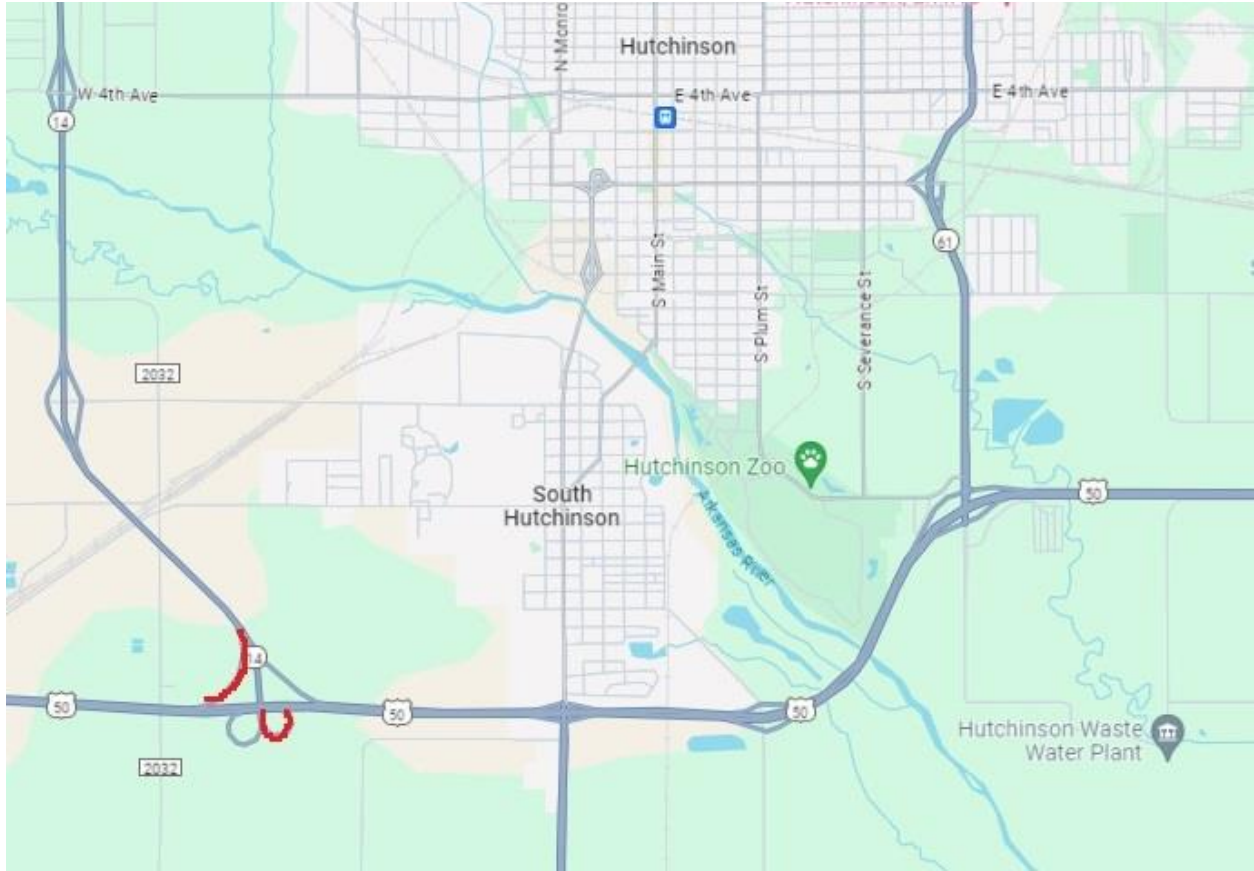 Hutchinson
N Monro
W 4th Ave
E 4th Ave
E 4th Ave
14
61
S Main St
S Plum St
S Severance St
2032
Hutchinson Zoo
50
South
Hutchinson
Arkansas River
14
50
50
50
Hutchinson Waste
Water Plant
2032